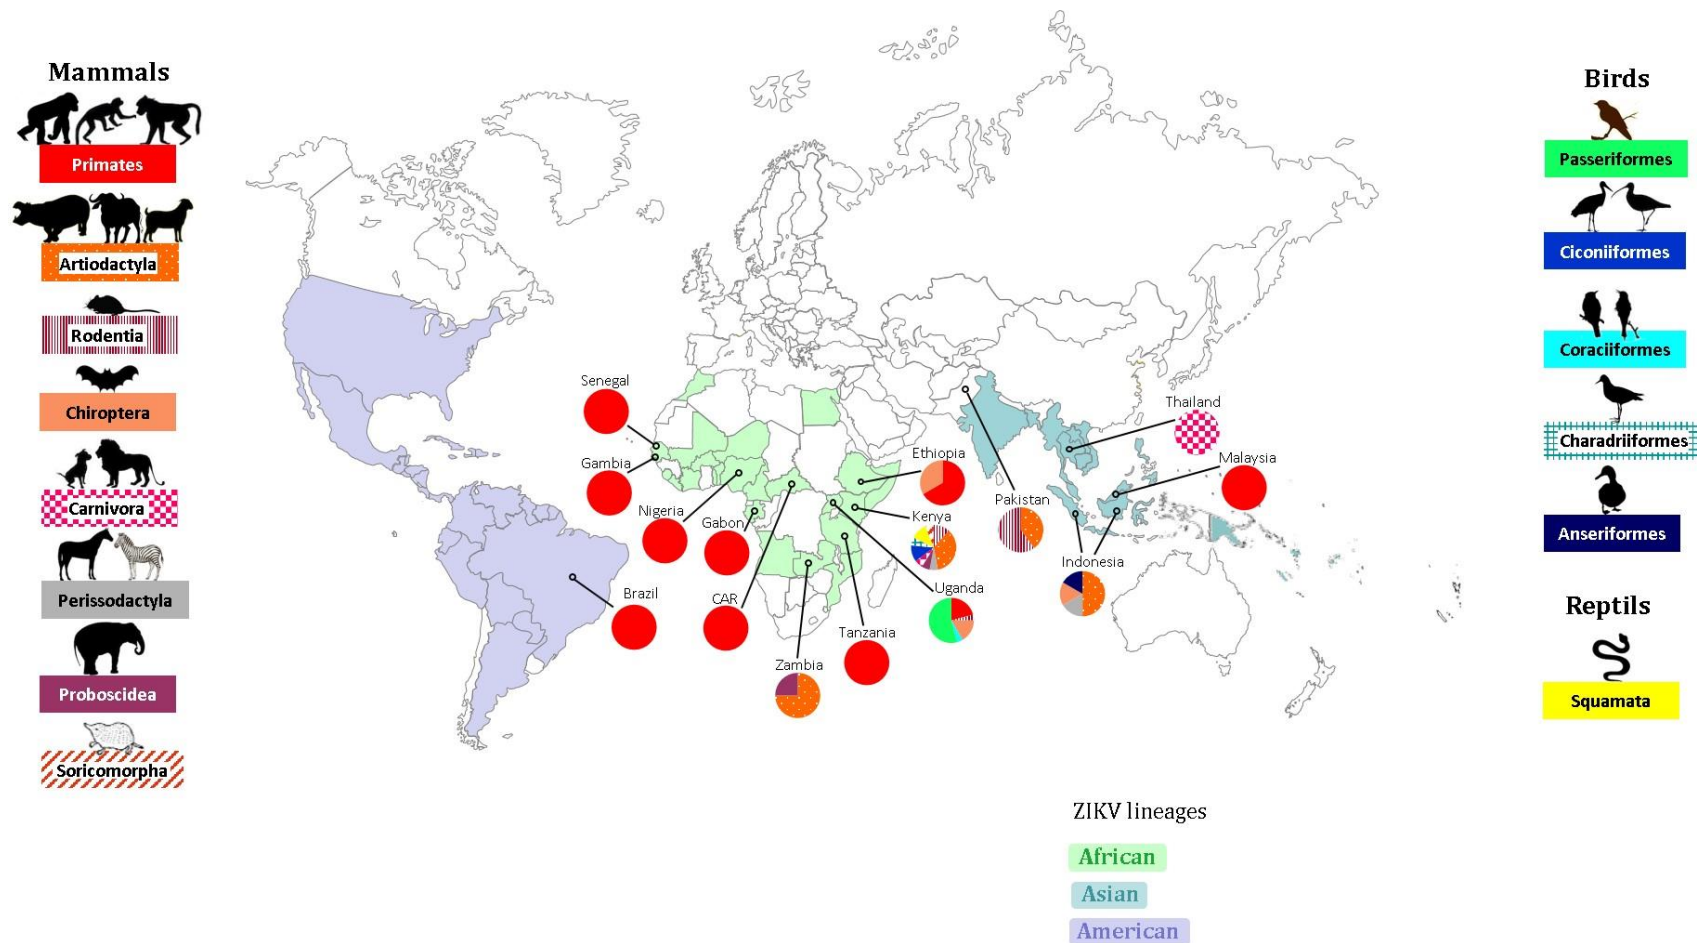 Mammals
Primates
Artiodactyla
Rodentia
Chiroptera
Carnivora
Perissodactyla
Proboscidea
Soricomorpha
Senegal
Gambia
Nigeria
Gabon
Brazil
CAR
Zambia
Tanzania
Uganda
Kenya
Ethiopia
Pakistan
Indonesia
Thailand
Malaysia
Birds
Passeriformes
Ciconiiformes
Coraciiformes
Charadriiformes
Anseriformes
Reptils
Squamata
ZIKV lineages
African
Asian
American